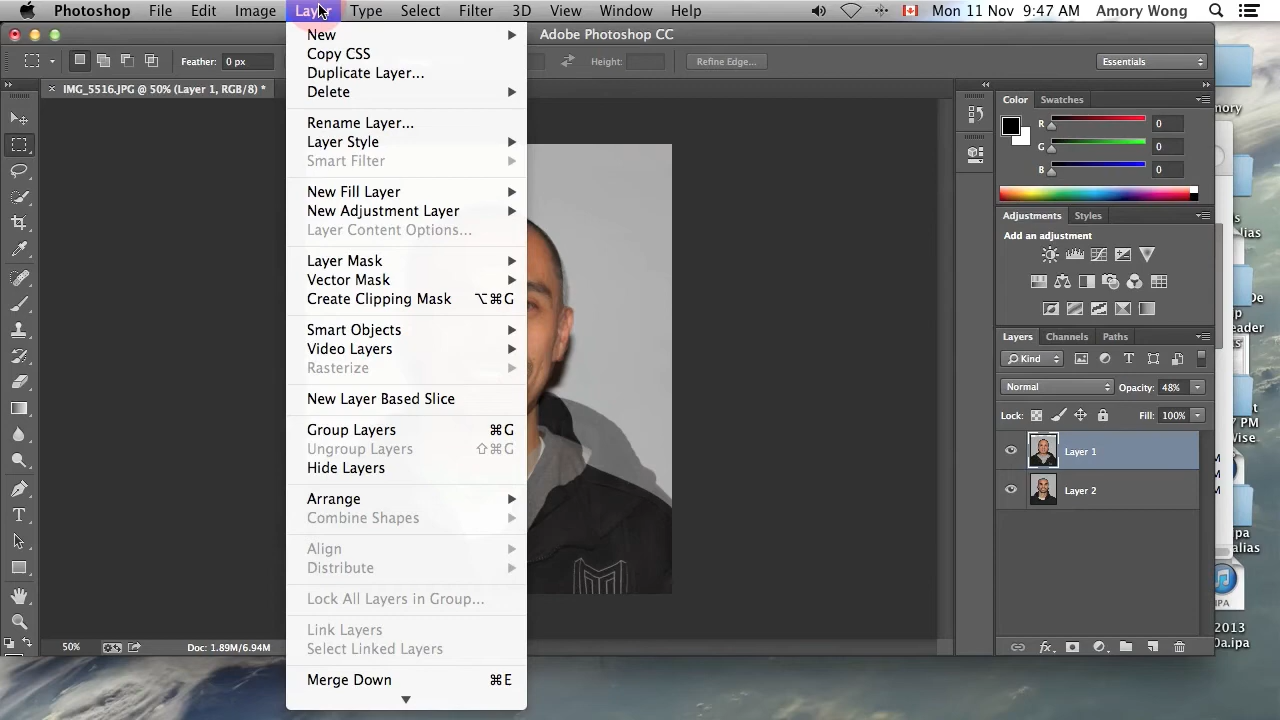 Photoshop File Edit Image Layer Type Select Filter 3D View Window Help Mon 11 Nov 9:47 AM Amory Wong
Adobe Photoshop CC
Feather: 0 px Height: Refine Edge... Essentials
× IMG_5516.JPG @ 50% (Layer 1, RGB/8) *
New
Copy CSS
Duplicate Layer...
Delete
Rename Layer...
Layer Style
Smart Filter
New Fill Layer
New Adjustment Layer
Layer Content Options...
Layer Mask
Vector Mask
Create Clipping Mask ⌥⌘G
Smart Objects
Video Layers
Rasterize
New Layer Based Slice
Group Layers ⌘G
Ungroup Layers ⇧⌘G
Hide Layers
Arrange
Combine Shapes
Align
Distribute
Lock All Layers in Group...
Link Layers
Select Linked Layers
Merge Down ⌘E
Color Swatches
R 0
G 0
B 0
Adjustments Styles
Add an adjustment
Layers Channels Paths
Kind
Normal Opacity: 48%
Lock: Fill: 100%
Layer 1
Layer 2
50% Doc: 1.89M/6.94M
IPA
2013
0a.ipa